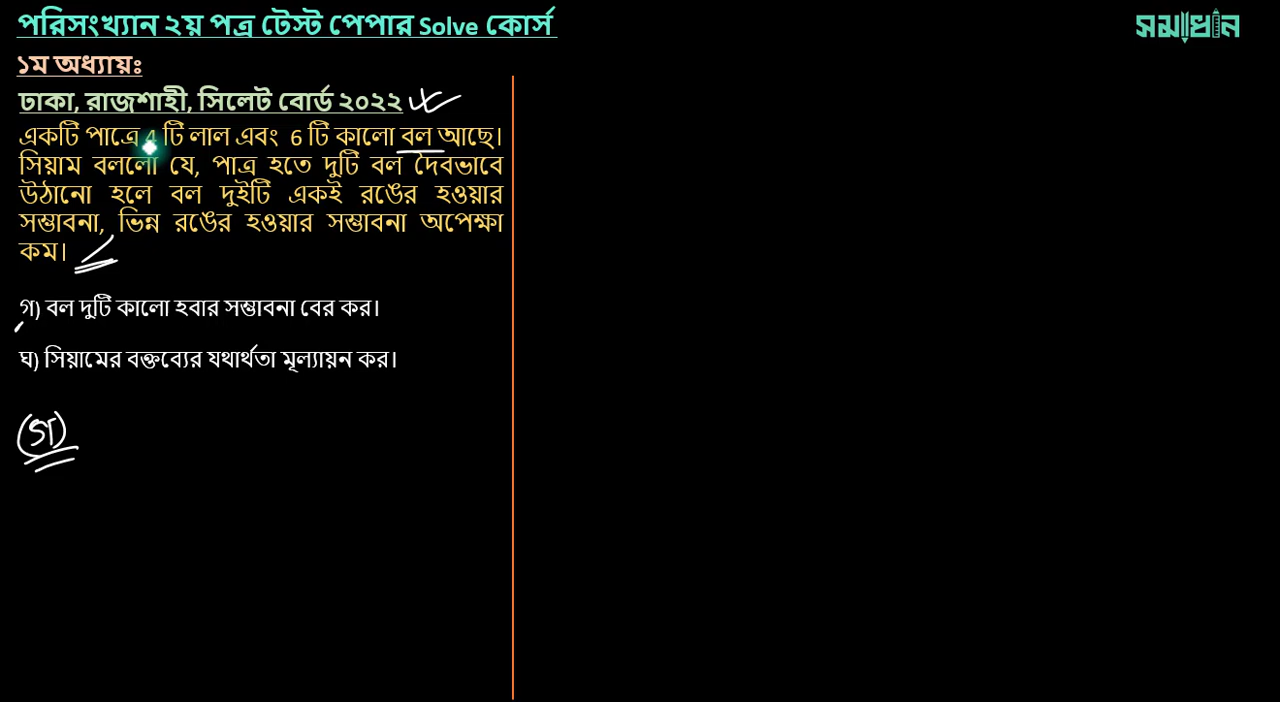 পরিসংখ্যান ২য় পত্র টেস্ট পেপার Solve কোর্স
সমাধান
১ম অধ্যায়ঃ
ঢাকা, রাজশাহী, সিলেট বোর্ড ২০২২
একটি পাত্রে 4 টি লাল এবং 6 টি কালো বল আছে।
সিয়াম বললো যে, পাত্র হতে দুটি বল দৈবভাবে
উঠানো হলে বল দুইটি একই রঙের হওয়ার
সম্ভাবনা, ভিন্ন রঙের হওয়ার সম্ভাবনা অপেক্ষা
কম।
গ) বল দুটি কালো হবার সম্ভাবনা বের কর।
ঘ) সিয়ামের বক্তব্যের যথার্থতা মূল্যায়ন কর।
(গ)